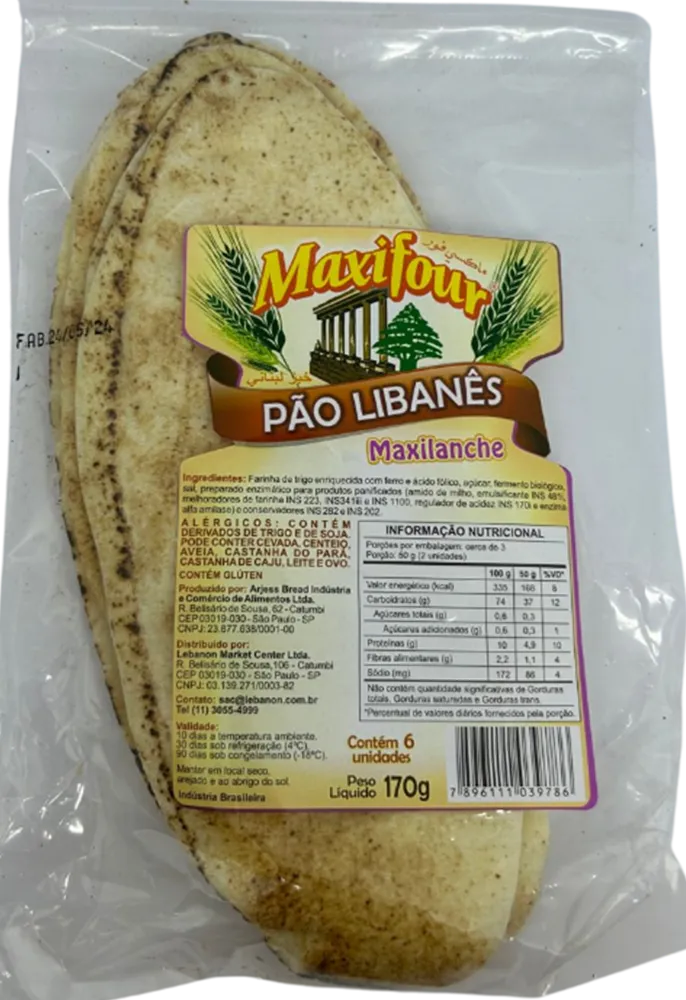 ماكسي فور
Maxifour
خبز لبناني
PÃO LIBANÊS
Maxilanche
FAB.24/05/24
Ingredientes: Farinha de trigo enriquecida com ferro e ácido fólico, açúcar, fermento biológico,
sal, preparado enzimático para produtos panificados (amido de milho, emulsificante INS 481i,
melhoradores de farinha INS 223, INS341iii e INS 1100, regulador de acidez INS 170i e enzima
alfa amilase) e conservadores INS 282 e INS 202.
ALÉRGICOS: CONTÉM
DERIVADOS DE TRIGO E DE SOJA.
PODE CONTER CEVADA, CENTEIO,
AVEIA, CASTANHA DO PARÁ,
CASTANHA DE CAJU, LEITE E OVO.
CONTÉM GLÚTEN
Produzido por: Arjess Bread Indústria
e Comércio de Alimentos Ltda.
R. Belisário de Sousa, 62 - Catumbi
CEP 03019-030 - São Paulo - SP
CNPJ: 23.877.638/0001-00
Distribuído por:
Lebanon Market Center Ltda.
R. Belisário de Sousa, 106 - Catumbi
CEP 03019-030 - São Paulo - SP
CNPJ: 03.139.271/0003-82
Contato: sac@lebanon.com.br
Tel (11) 3055-4999
Validade:
10 dias a temperatura ambiente.
30 dias sob refrigeração (4ºC).
90 dias sob congelamento (-18ºC).
Manter em local seco,
arejado e ao abrigo do sol.
Indústria Brasileira
INFORMAÇÃO NUTRICIONAL
Porções por embalagem: cerca de 3
Porção: 50 g (2 unidades)
100 g 50 g %VD*
Valor energético (kcal) 335 168 8
Carboidratos (g) 74 37 12
Açúcares totais (g) 0,6 0,3
Açúcares adicionados (g) 0,6 0,3 1
Proteínas (g) 10 4,9 10
Fibras alimentares (g) 2,2 1,1 4
Sódio (mg) 172 86 4
Não contém quantidade significativas de Gorduras
totais, Gorduras saturadas e Gorduras trans.
*Percentual de valores diários fornecidos pela porção.
Contém 6
unidades
Peso
Líquido 170g
7 896111 039786